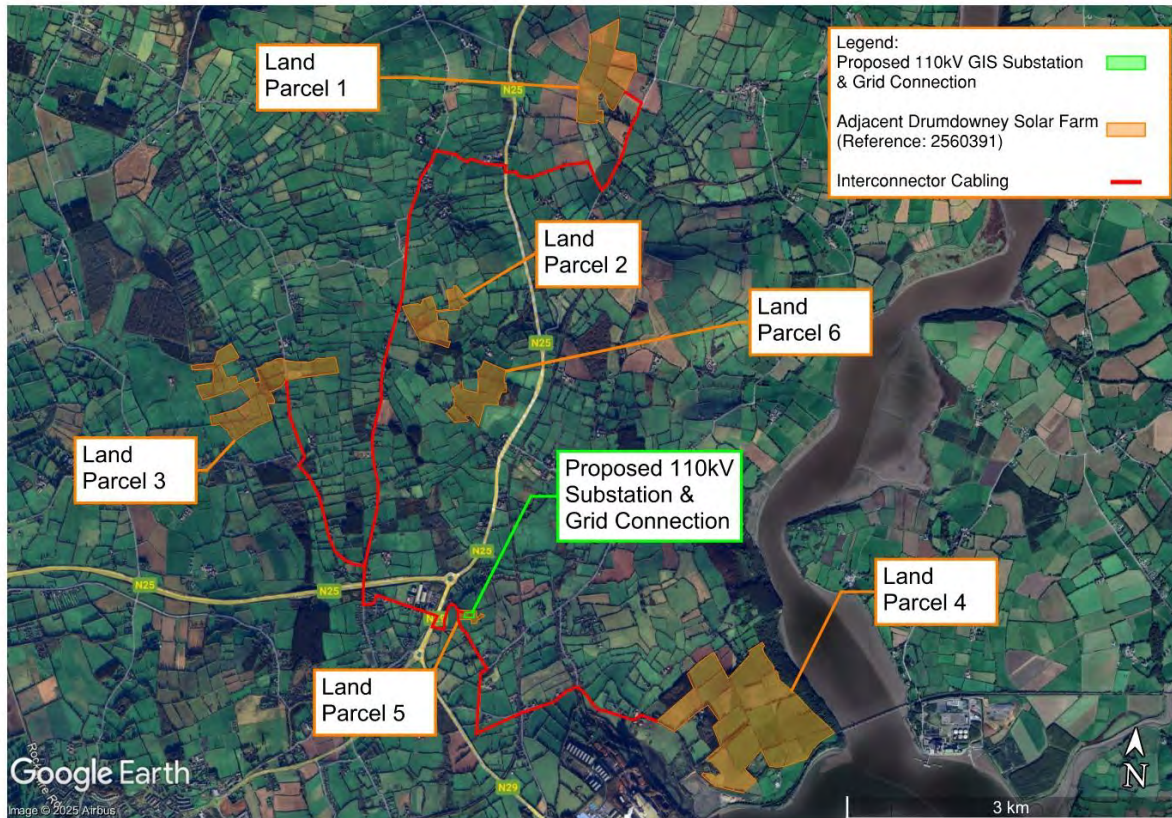 Legend:
Proposed 110kV GIS Substation
& Grid Connection
Adjacent Drumdowney Solar Farm
(Reference: 2560391)
Interconnector Cabling
Land
Parcel 1
N25
Land
Parcel 2
Land
Parcel 6
N25
Land
Parcel 3
Proposed 110kV
Substation &
Grid Connection
N25
N25
N25
Land
Parcel 4
Land
Parcel 5
N29
Google Earth
Image © 2025 Airbus
N
3 km